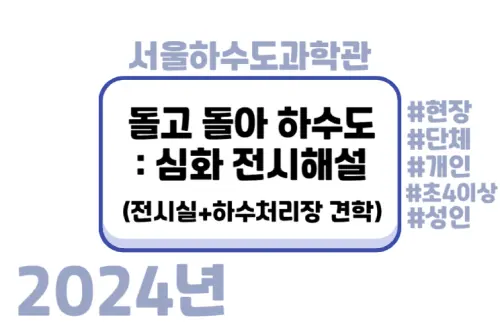 서울하수도과학관
돌고 돌아 하수도
: 심화 전시해설
(전시실+하수처리장 견학)
#현장
#단체
#개인
#초4이상
#성인
2024년